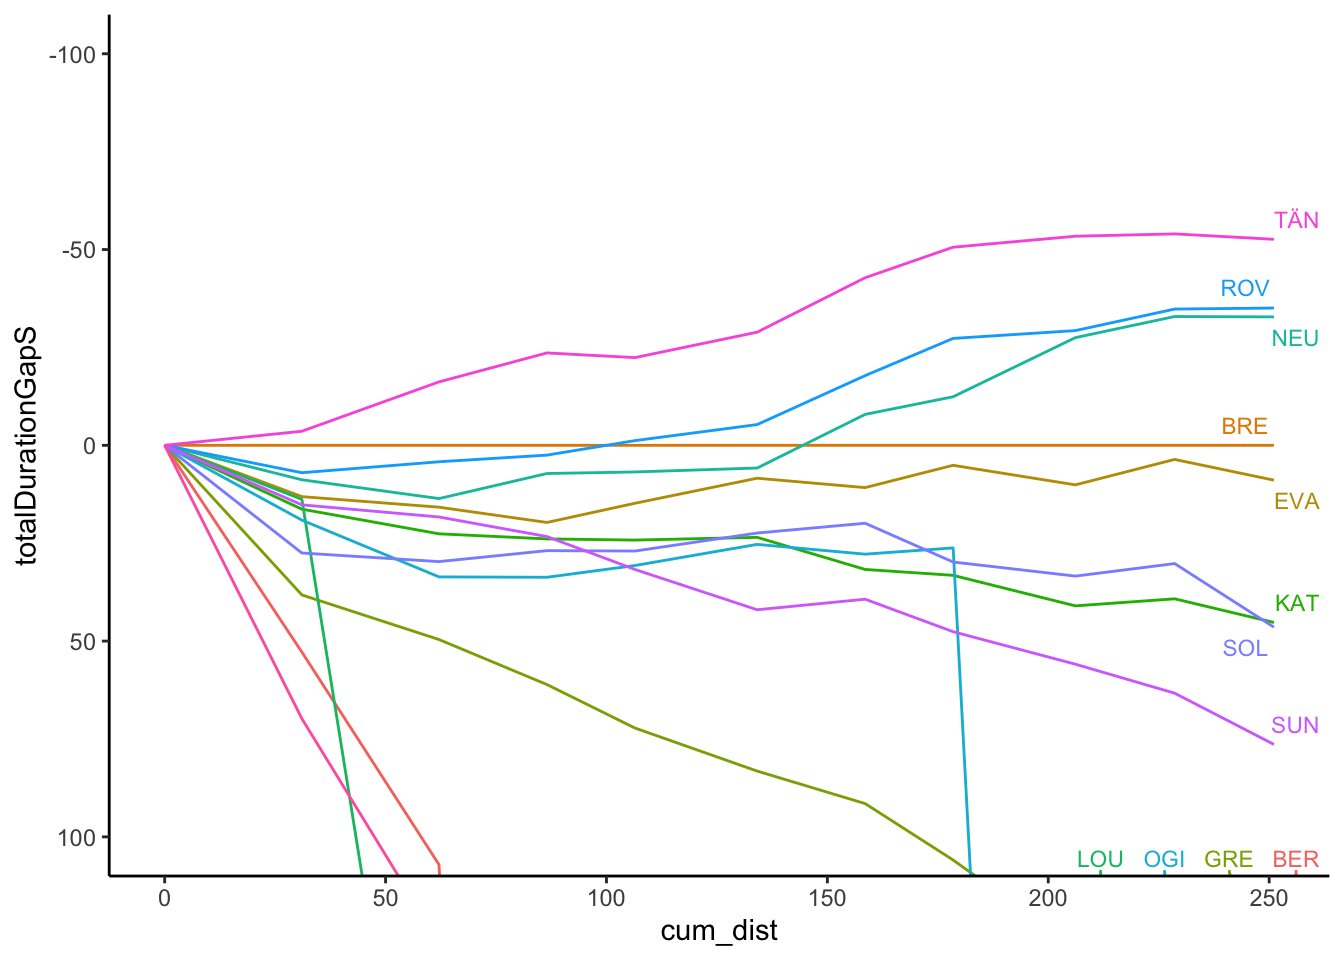 -100
-50
0
50
100
totalDurationGapS
TÄN
ROV
NEU
BRE
EVA
KAT
SOL
SUN
LOU OGI GRE BER
0 50 100 150 200 250
cum_dist